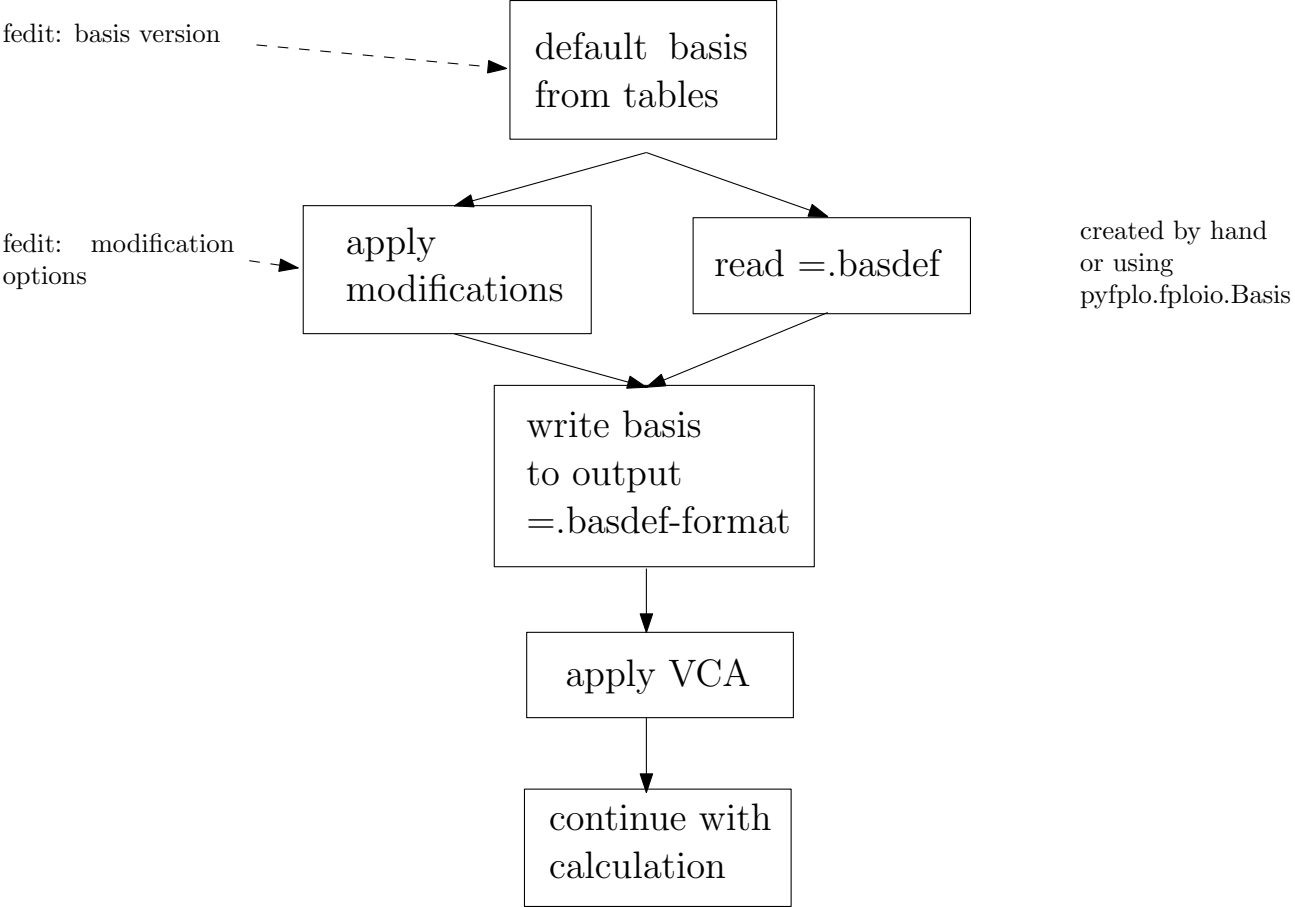 fedit: basis version
default basis
from tables
fedit: modification
options
apply
modifications
read =.basdef
created by hand
or using
pyfplo.fploio.Basis
write basis
to output
=.basdef-format
apply VCA
continue with
calculation